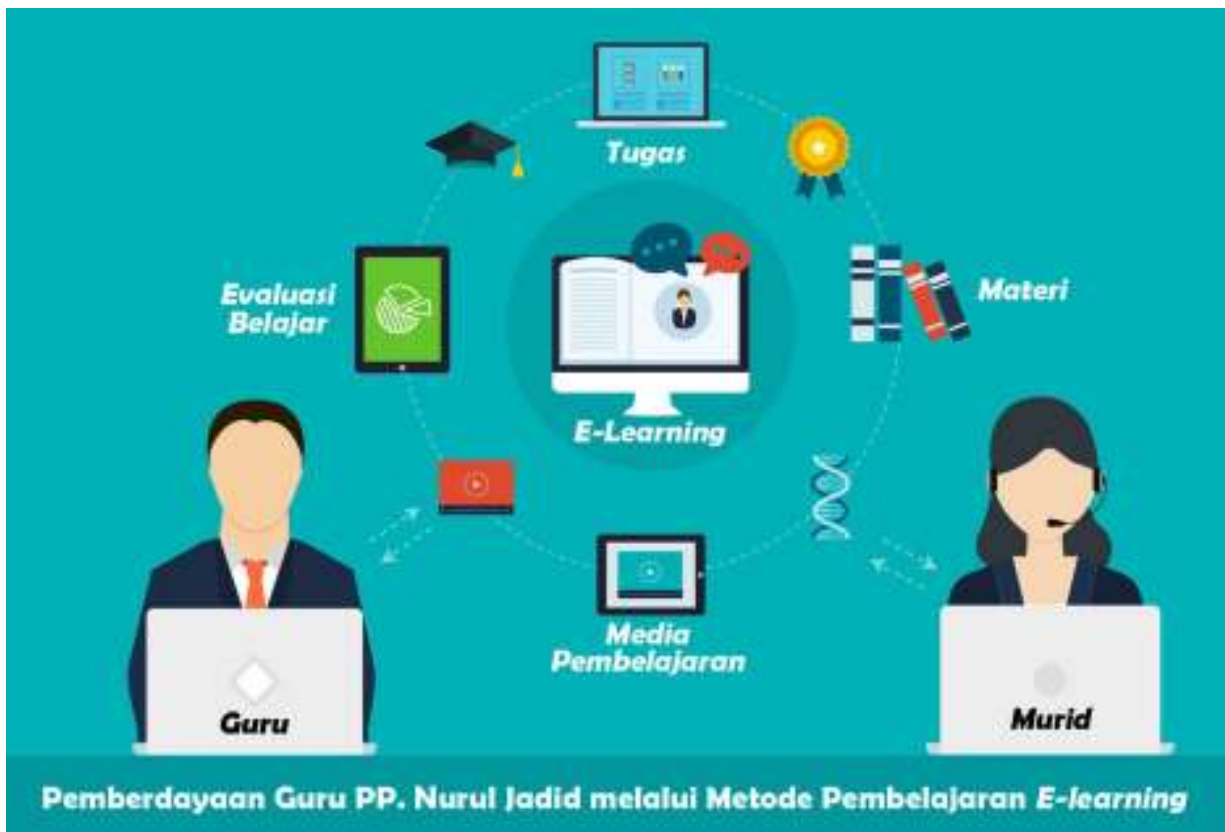 Tugas
Evaluasi
Belajar
Materi
E-Learning
Media
Pembelajaran
Guru
Murid
Pemberdayaan Guru PP. Nurul Jadid melalui Metode Pembelajaran E-learning